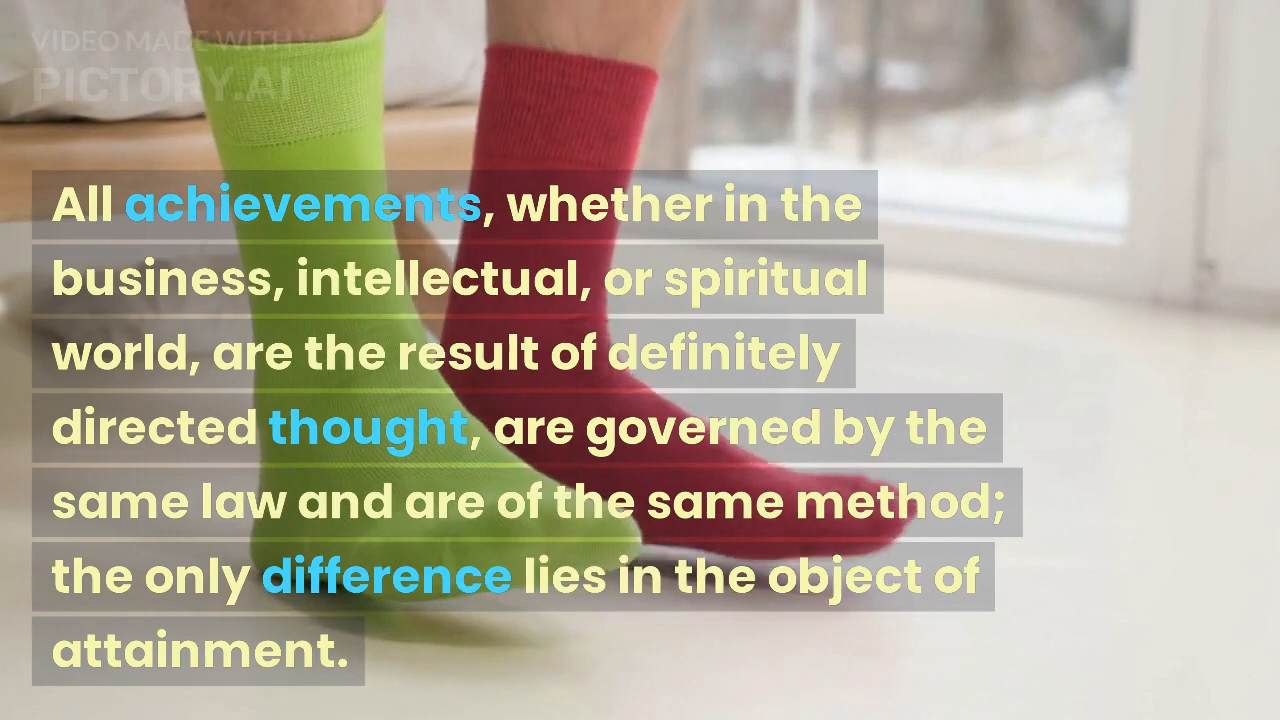 VIDEO MADE WITH
PICTORY.AI
All achievements, whether in the
business, intellectual, or spiritual
world, are the result of definitely
directed thought, are governed by the
same law and are of the same method;
the only difference lies in the object of
attainment.